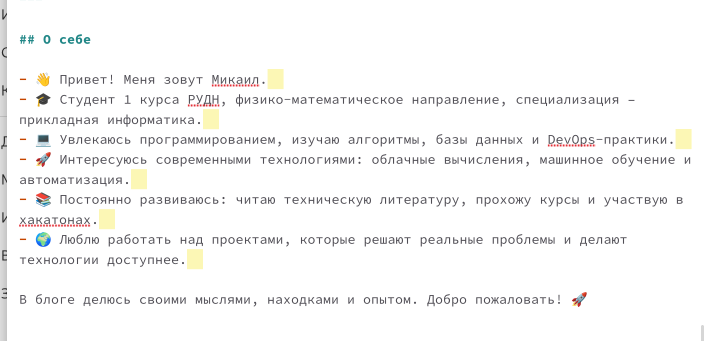 ## О себе
- 👋 Привет! Меня зовут Микаил.
- 🎓 Студент 1 курса РУДН, физико-математическое направление, специализация –
прикладная информатика.
- 💻 Увлекаюсь программированием, изучаю алгоритмы, базы данных и DevOps-практики.
- 🚀 Интересуюсь современными технологиями: облачные вычисления, машинное обучение и
автоматизация.
- 📚 Постоянно развиваюсь: читаю техническую литературу, прохожу курсы и участвую в
хакатонах.
- 🌍 Люблю работать над проектами, которые решают реальные проблемы и делают
технологии доступнее.
В блоге делюсь своими мыслями, находками и опытом. Добро пожаловать! 🚀